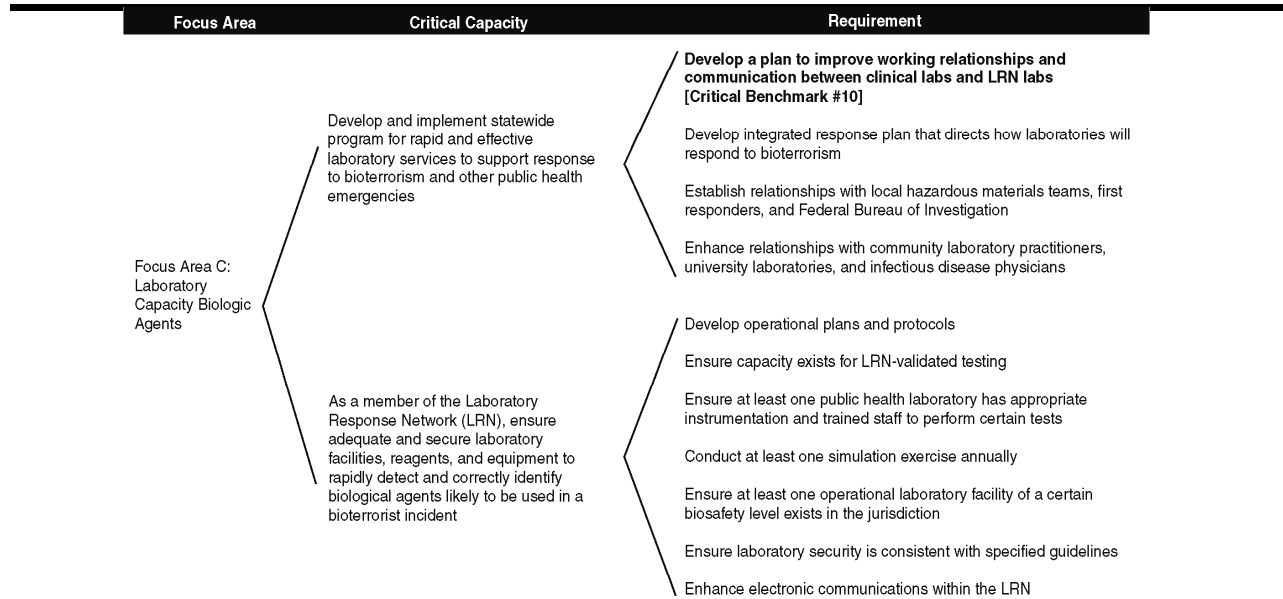 Focus Area Critical Capacity Requirement
Develop a plan to improve working relationships and
communication between clinical labs and LRN labs
[Critical Benchmark #10]
Develop and implement statewide
program for rapid and effective
laboratory services to support response
to bioterrorism and other public health
emergencies
Develop integrated response plan that directs how laboratories will
respond to bioterrorism
Establish relationships with local hazardous materials teams, first
responders, and Federal Bureau of Investigation
Enhance relationships with community laboratory practitioners,
university laboratories, and infectious disease physicians
Focus Area C:
Laboratory
Capacity Biologic
Agents
As a member of the Laboratory
Response Network (LRN), ensure
adequate and secure laboratory
facilities, reagents, and equipment to
rapidly detect and correctly identify
biological agents likely to be used in a
bioterrorist incident
Develop operational plans and protocols
Ensure capacity exists for LRN-validated testing
Ensure at least one public health laboratory has appropriate
instrumentation and trained staff to perform certain tests
Conduct at least one simulation exercise annually
Ensure at least one operational laboratory facility of a certain
biosafety level exists in the jurisdiction
Ensure laboratory security is consistent with specified guidelines
Enhance electronic communications within the LRN